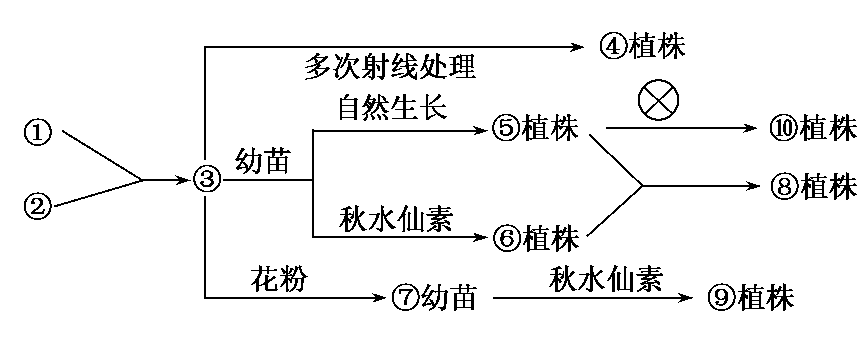 ④植株
多次射线处理
自然生长
①
⑤植株
⑩植株
幼苗
③
⑧植株
②
秋水仙素
⑥植株
花粉
秋水仙素
⑦幼苗
⑨植株